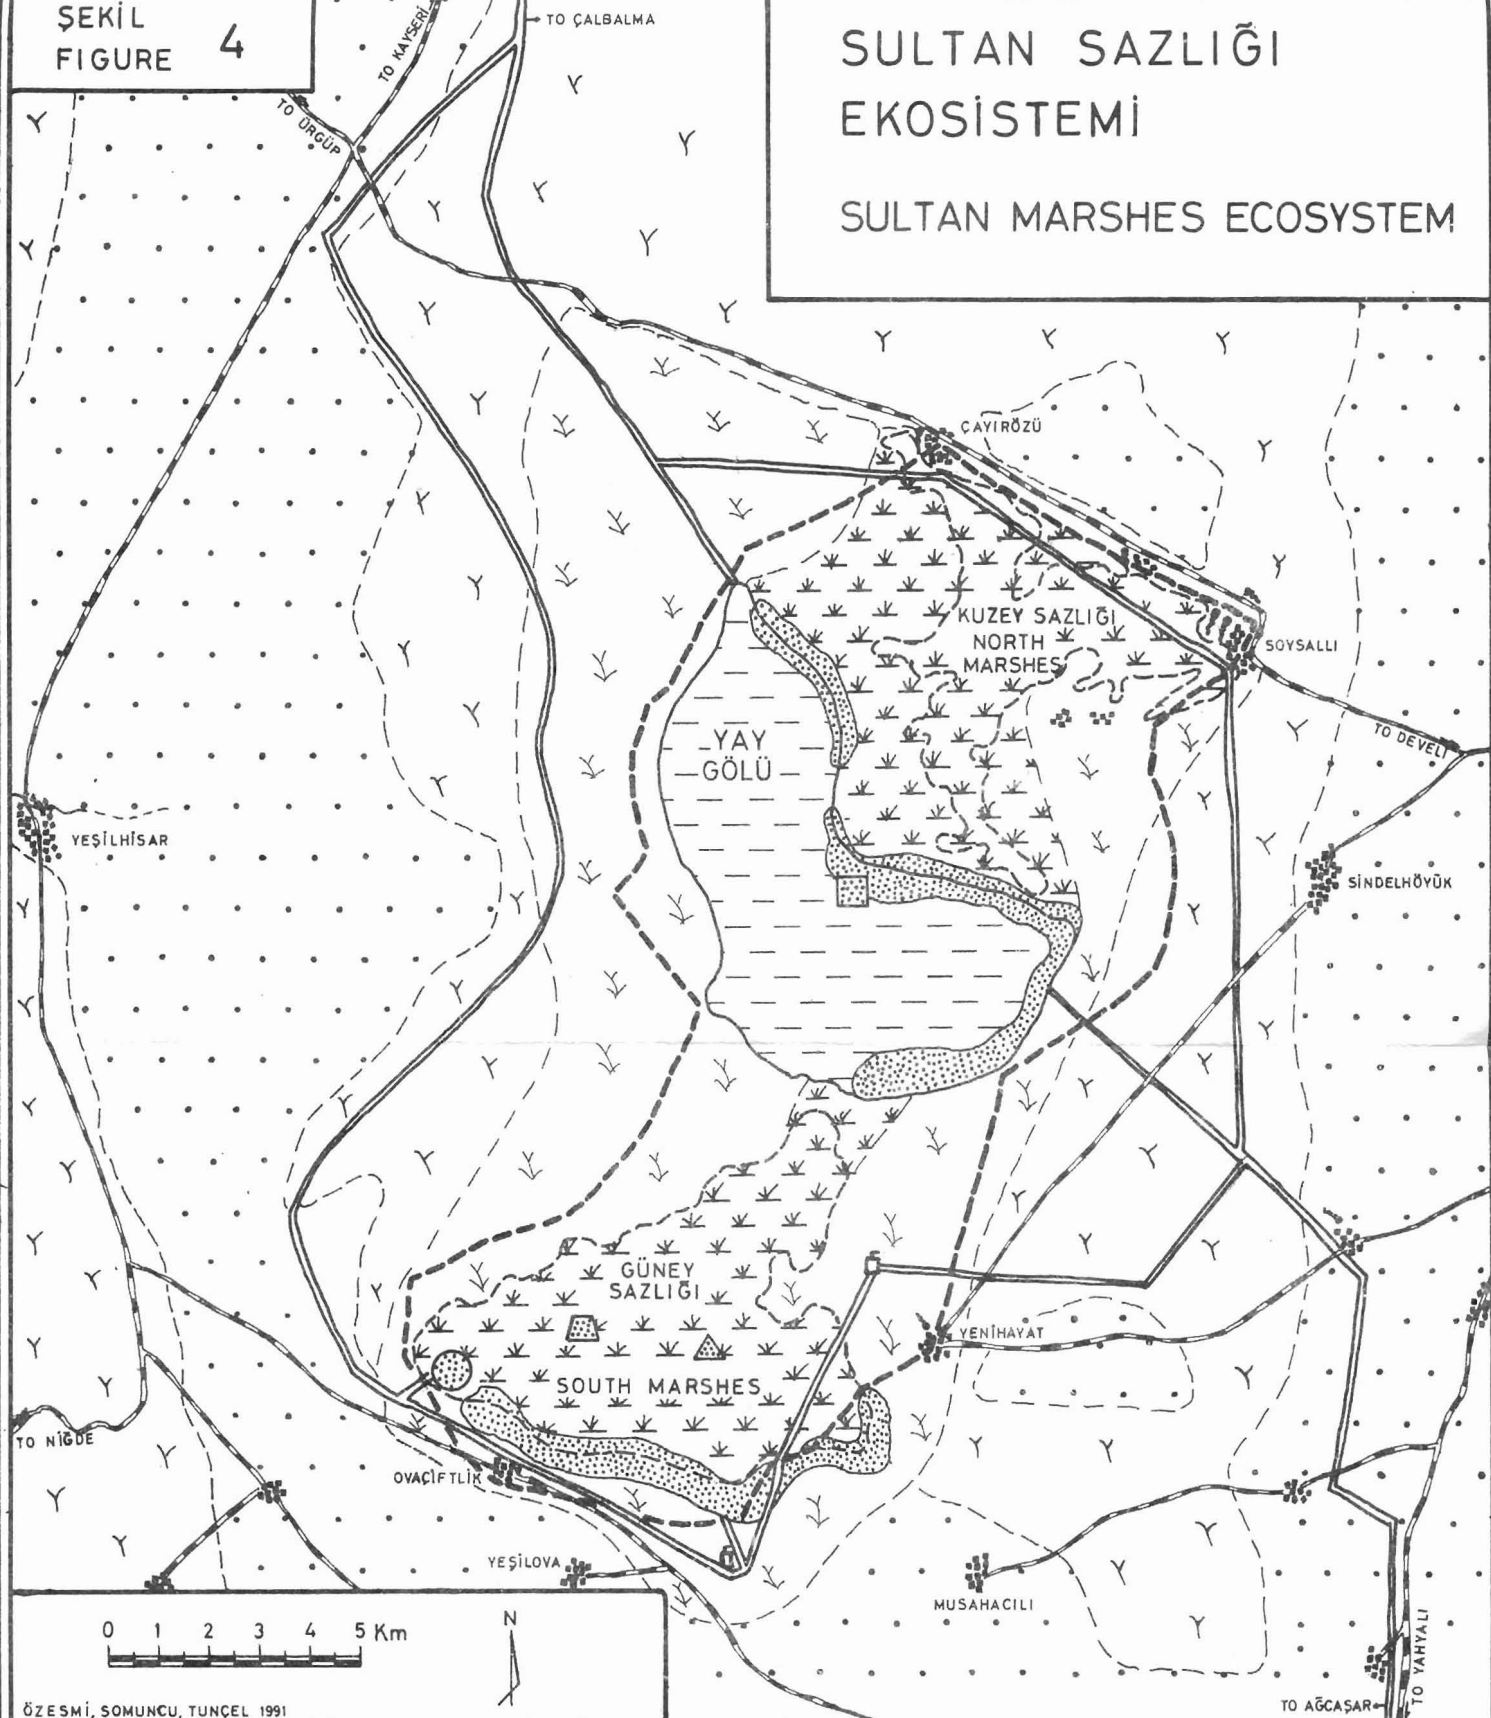 ŞEKİL
FIGURE 4
SULTAN SAZLIĞI
EKOSİSTEMİ
SULTAN MARSHES ECOSYSTEM
TO KAYSERİ
TO ÇALBALMA
TO ÜRGÜP
ÇAYIRÖZÜ
KUZEY SAZLIĞI
NORTH
MARSHES
SOYSALLI
YAY
GÖLÜ
TO DEVELİ
YEŞİLHİSAR
SİNDELHÖYÜK
GÜNEY
SAZLIĞI
YENİHAYAT
SOUTH MARSHES
TO NİĞDE
OVAÇİFTLİK
YEŞİLOVA
MUSAHACILI
TO YAHYALI
TO AĞCAŞAR
0 1 2 3 4 5 Km
N
ÖZESMİ, SOMUNCU, TUNÇEL 1991